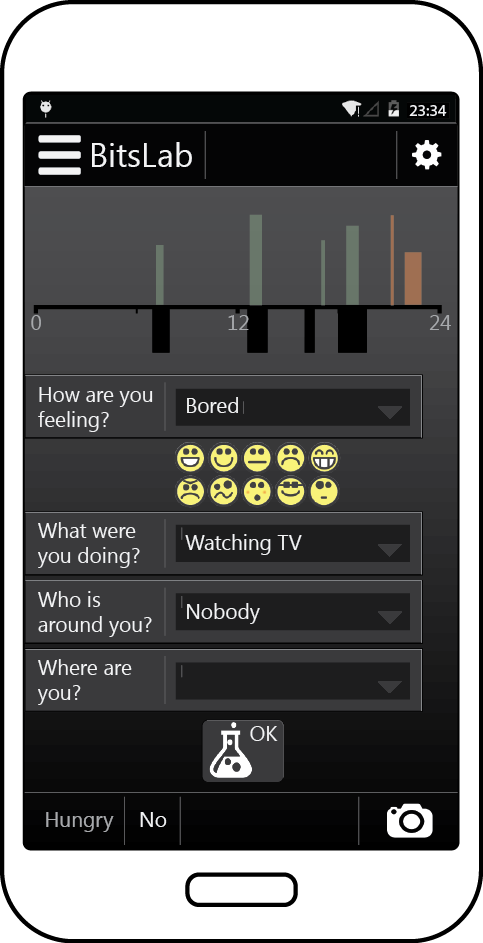 23:34
BitsLab
0 12 24
How are you
feeling?
Bored
What were
you doing?
Watching TV
Who is
around you?
Nobody
Where are
you?
OK
Hungry No